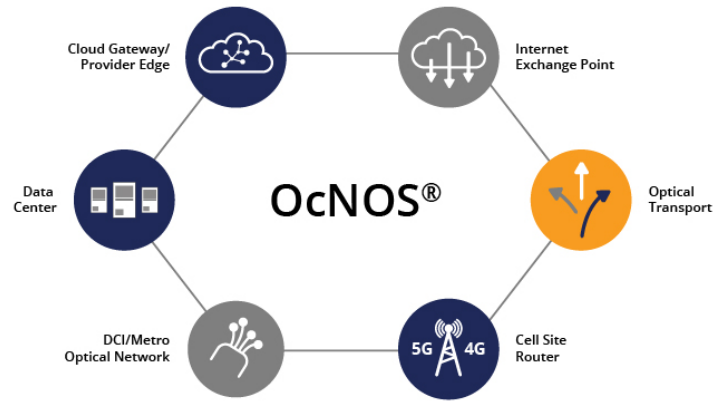 Cloud Gateway/
Provider Edge
Internet
Exchange Point
Data
Center
OcNOS®
Optical
Transport
DCI/Metro
Optical Network
5G 4G
Cell Site
Router